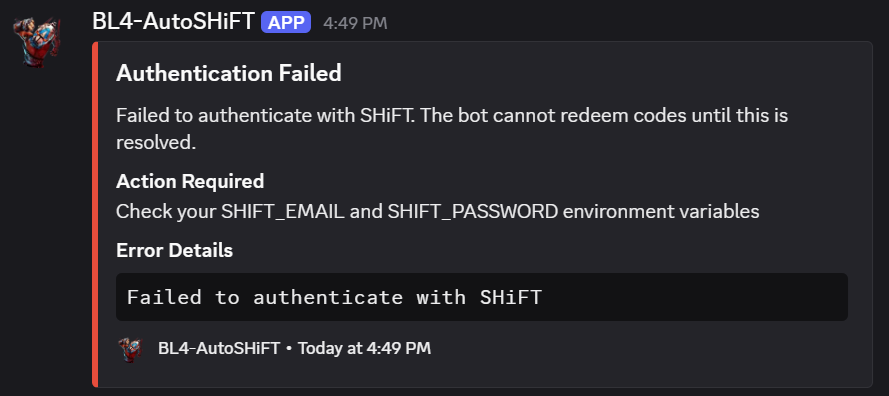 BL4-AutoSHiFT APP 4:49 PM
Authentication Failed
Failed to authenticate with SHiFT. The bot cannot redeem codes until this is
resolved.
Action Required
Check your SHIFT_EMAIL and SHIFT_PASSWORD environment variables
Error Details
Failed to authenticate with SHiFT
BL4-AutoSHiFT • Today at 4:49 PM